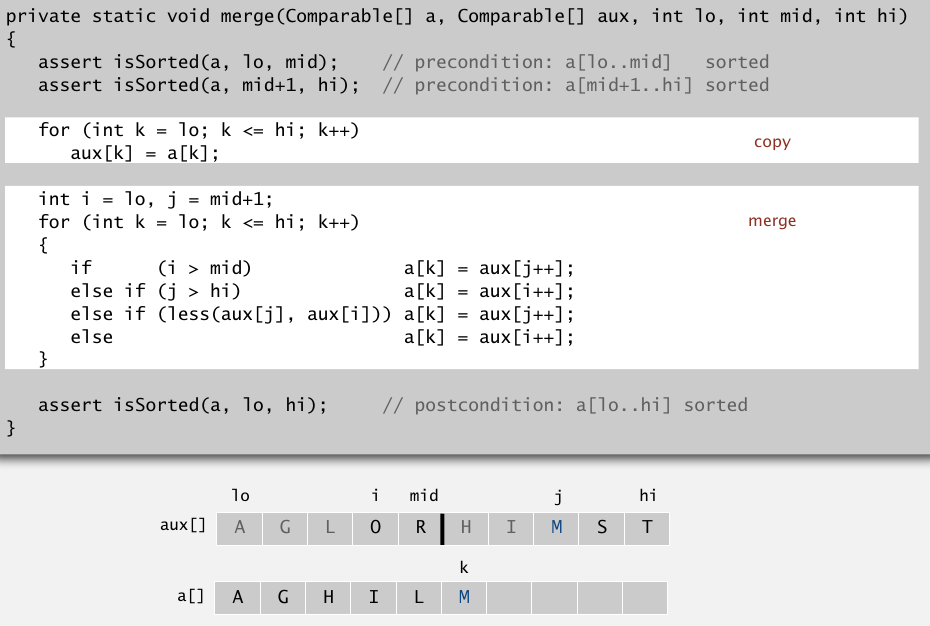 private static void merge(Comparable[] a, Comparable[] aux, int lo, int mid, int hi)
{
   assert isSorted(a, lo, mid);    // precondition: a[lo..mid]   sorted
   assert isSorted(a, mid+1, hi);  // precondition: a[mid+1..hi] sorted
   for (int k = lo; k <= hi; k++)
copy
      aux[k] = a[k];
   int i = lo, j = mid+1;
   for (int k = lo; k <= hi; k++)
merge
   {
      if      (i > mid)              a[k] = aux[j++];
      else if (j > hi)               a[k] = aux[i++];
      else if (less(aux[j], aux[i])) a[k] = aux[j++];
      else                           a[k] = aux[i++];
   }
   assert isSorted(a, lo, hi);     // postcondition: a[lo..hi] sorted
}
lo i mid j hi
aux[] A G L O R H I M S T
k
a[] A G H I L M